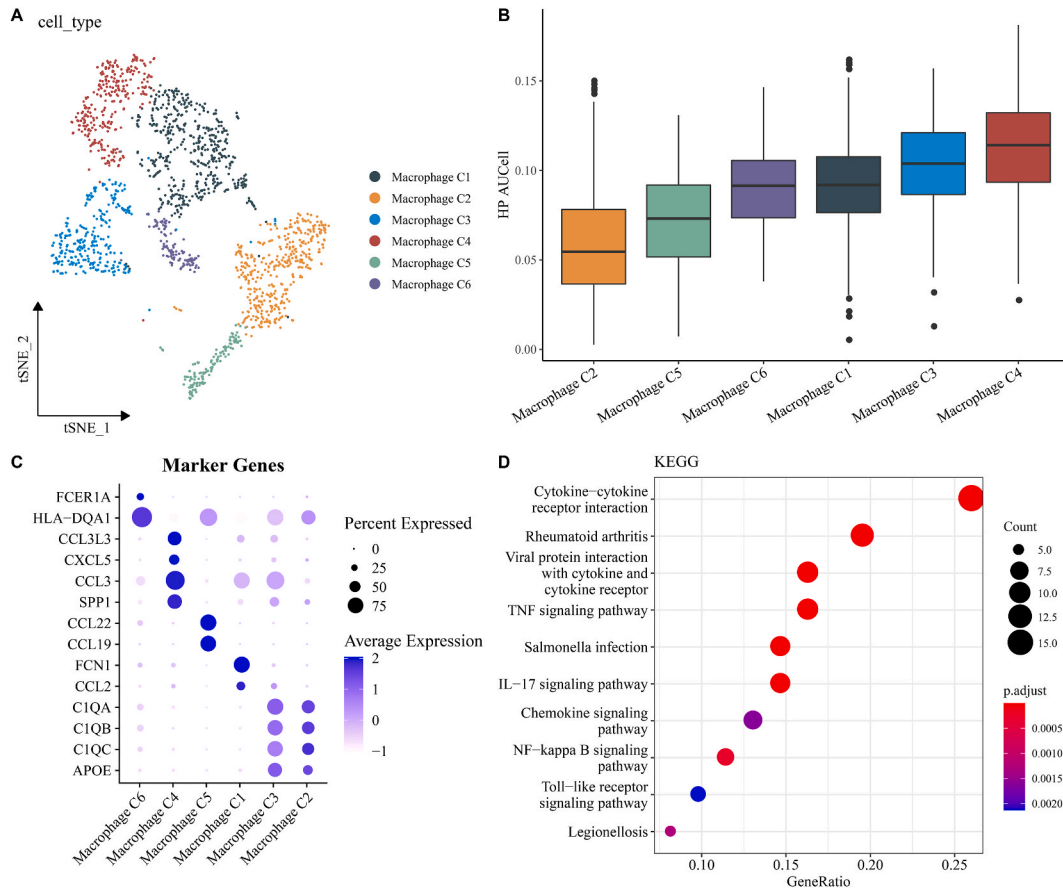 A
cell_type
Macrophage C1
Macrophage C2
Macrophage C3
Macrophage C4
Macrophage C5
Macrophage C6
tSNE_2
tSNE_1
B
HP AUCell
0.15
0.10
0.05
0.00
Macrophage C2
Macrophage C5
Macrophage C6
Macrophage C1
Macrophage C3
Macrophage C4
C
Marker Genes
FCER1A
HLA−DQA1
CCL3L3
CXCL5
CCL3
SPP1
CCL22
CCL19
FCN1
CCL2
C1QA
C1QB
C1QC
APOE
Macrophage C6
Macrophage C4
Macrophage C5
Macrophage C1
Macrophage C3
Macrophage C2
Percent Expressed
0
25
50
75
Average Expression
2
1
0
−1
D
KEGG
Cytokine−cytokine
receptor interaction
Rheumatoid arthritis
Viral protein interaction
with cytokine and
cytokine receptor
TNF signaling pathway
Salmonella infection
IL−17 signaling pathway
Chemokine signaling
pathway
NF−kappa B signaling
pathway
Toll−like receptor
signaling pathway
Legionellosis
0.10
0.15
0.20
0.25
GeneRatio
Count
5.0
7.5
10.0
12.5
15.0
p.adjust
0.0005
0.0010
0.0015
0.0020